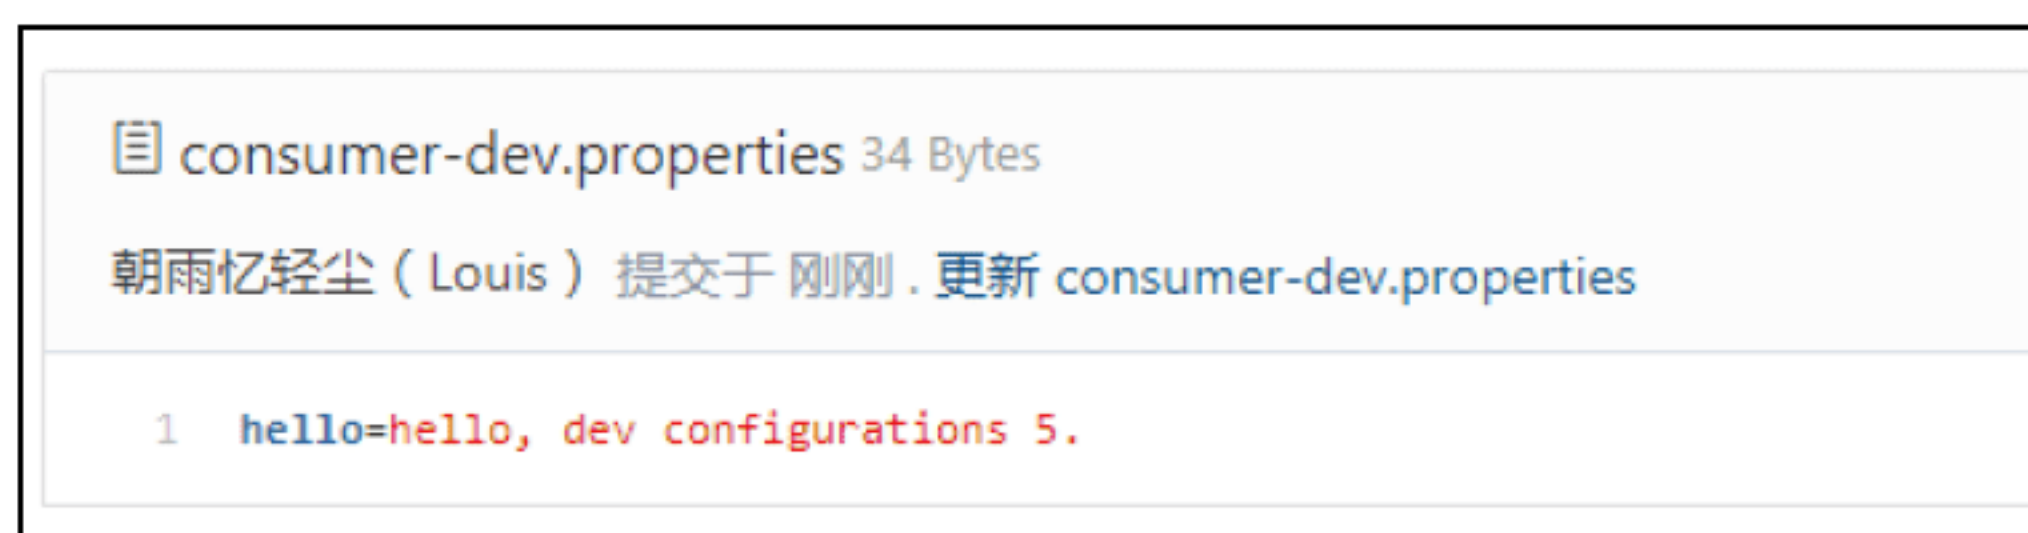 consumer-dev.properties 34 Bytes
朝雨忆轻尘（Louis） 提交于 刚刚 . 更新 consumer-dev.properties
1 hello=hello, dev configurations 5.